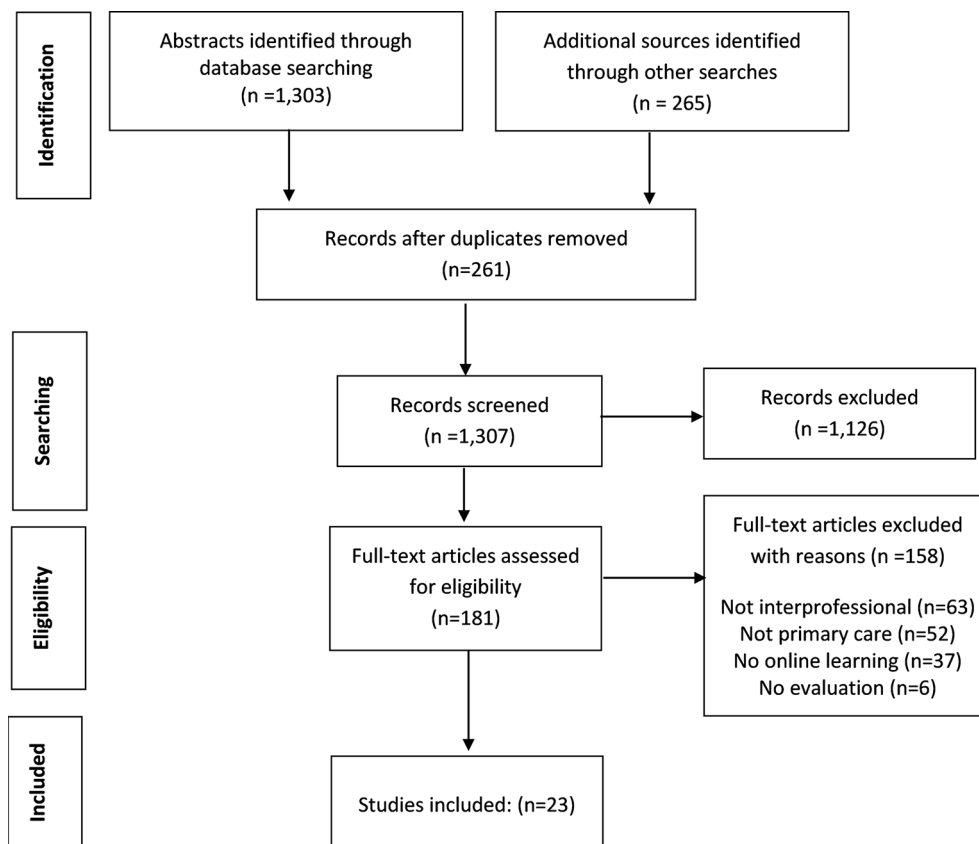 Identification
Abstracts identified through
database searching
(n =1,303)
Additional sources identified
through other searches
(n = 265)
Records after duplicates removed
(n=261)
Searching
Records screened
(n =1,307)
Records excluded
(n =1,126)
Eligibility
Full-text articles assessed
for eligibility
(n=181)
Full-text articles excluded
with reasons (n =158)
Not interprofessional (n=63)
Not primary care (n=52)
No online learning (n=37)
No evaluation (n=6)
Included
Studies included: (n=23)